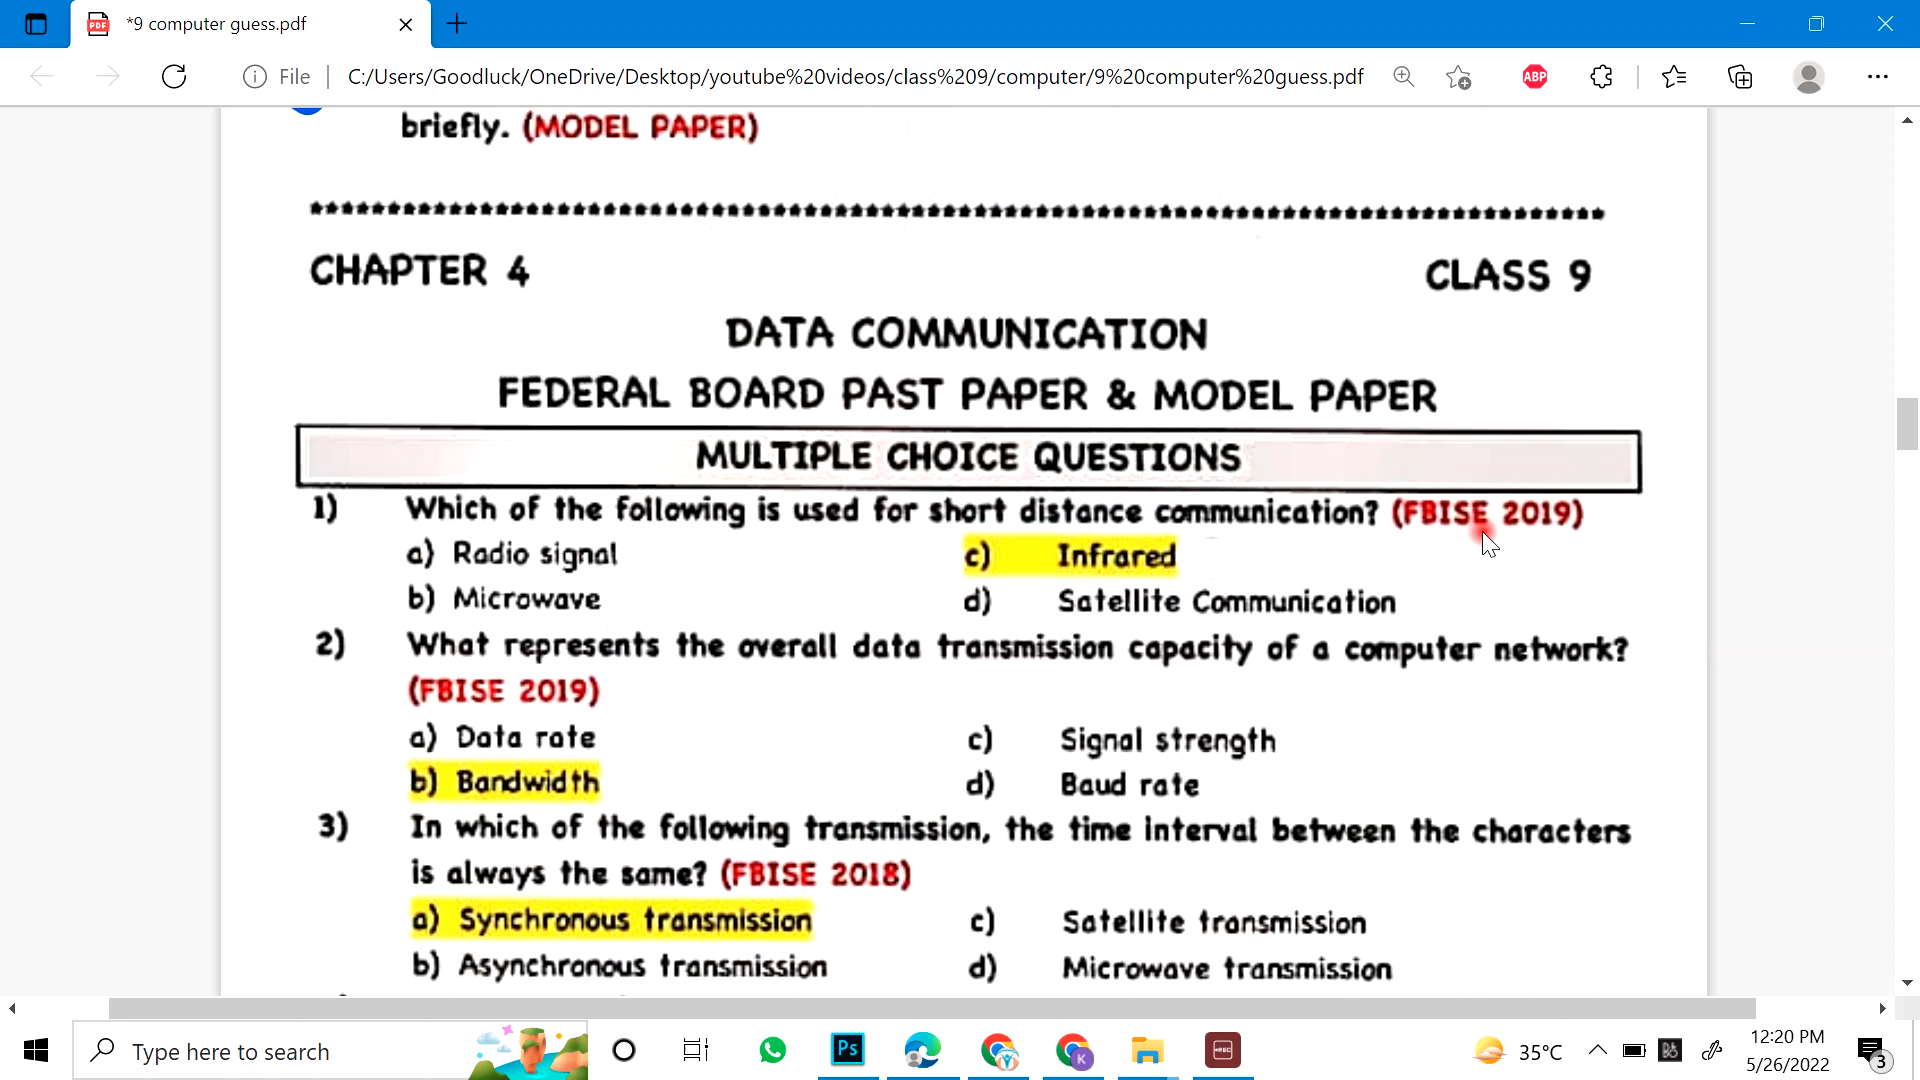 *9 computer guess.pdf
File
C:/Users/Goodluck/OneDrive/Desktop/youtube%20videos/class%209/computer/9%20computer%20guess.pdf
ABP
briefly. (MODEL PAPER)
CHAPTER 4
CLASS 9
DATA COMMUNICATION
FEDERAL BOARD PAST PAPER & MODEL PAPER
MULTIPLE CHOICE QUESTIONS
1) Which of the following is used for short distance communication? (FBISE 2019)
a) Radio signal c) Infrared
b) Microwave d) Satellite Communication
2) What represents the overall data transmission capacity of a computer network?
(FBISE 2019)
a) Data rate c) Signal strength
b) Bandwidth d) Baud rate
3) In which of the following transmission, the time interval between the characters
is always the same? (FBISE 2018)
a) Synchronous transmission c) Satellite transmission
b) Asynchronous transmission d) Microwave transmission
Type here to search
Ps
K
REC
35°C
12:20 PM
5/26/2022
3